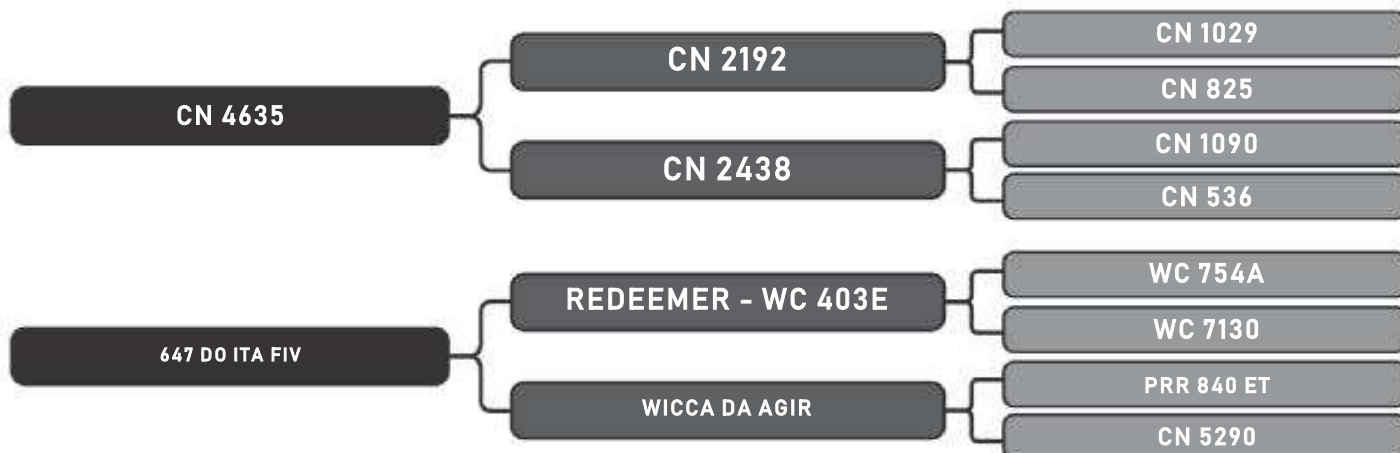 CN 4635
CN 2192
CN 1029
CN 825
CN 2438
CN 1090
CN 536
647 DO ITA FIV
REDEEMER - WC 403E
WC 754A
WC 7130
WICCA DA AGIR
PRR 840 ET
CN 5290